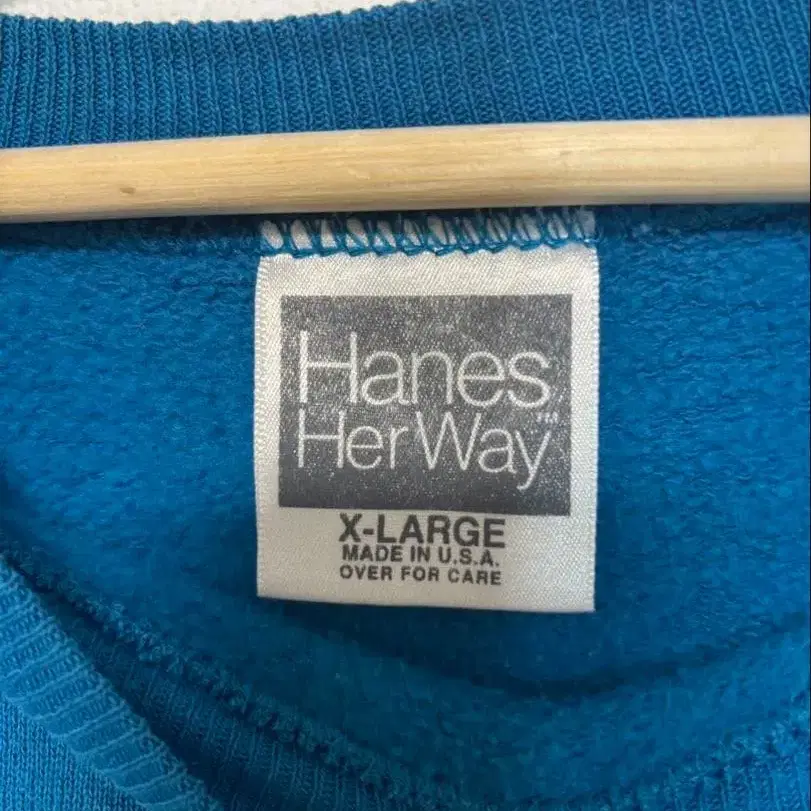 Hanes
Her Way™
X-LARGE
MADE IN U.S.A.
OVER FOR CARE